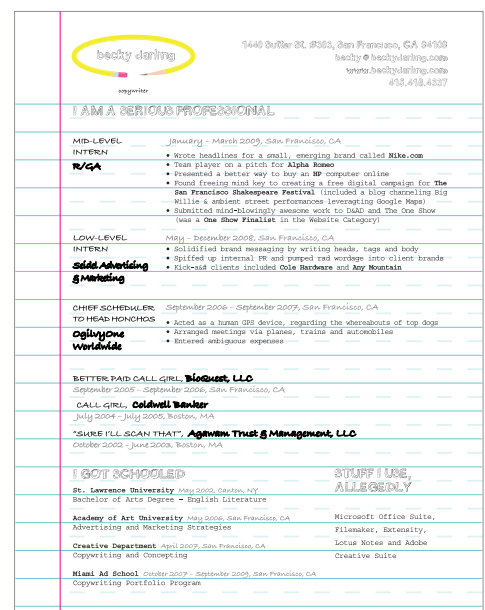 becky darling
copywriter
1440 Sutter St. #303, San Francisco, CA 94109
becky@beckydarling.com
www.beckydarling.com
415.418.4337
I AM A SERIOUS PROFESSIONAL
MID-LEVEL INTERN
R/GA
January – March 2009, San Francisco, CA
• Wrote headlines for a small, emerging brand called Nike.com
• Team player on a pitch for Alpha Romeo
• Presented a better way to buy an HP computer online
• Found freeing mind key to creating a free digital campaign for The
San Francisco Shakespeare Festival (included a blog channeling Big
Willie & ambient street performances leveragting Google Maps)
• Submitted mind-blowingly awesome work to D&AD and The One Show
(was a One Show Finalist in the Website Category)
LOW-LEVEL INTERN
Seidel Advertising
& Marketing
May – December 2008, San Francisco, CA
• Solidified brand messaging by writing heads, tags and body
• Spiffed up internal PR and pumped rad wordage into client brands
• Kick-a&# clients included Cole Hardware and Any Mountain
CHIEF SCHEDULER
TO HEAD HONCHOS
OgilvyOne
Worldwide
September 2006 – September 2007, San Francisco, CA
• Acted as a human GPS device, regarding the whereabouts of top dogs
• Arranged meetings via planes, trains and automobiles
• Entered ambiguous expenses
BETTER PAID CALL GIRL, BioQuest, LLC
September 2005 – September 2006, San Francisco, CA
CALL GIRL, Coldwell Banker
July 2004 – July 2005, Boston, MA
"SURE I'LL SCAN THAT", Agawam Trust & Management, LLC
October 2002 – June 2003, Boston, MA
I GOT SCHOOLED
St. Lawrence University May 2002, Canton, NY
Bachelor of Arts Degree – English Literature
Academy of Art University May 2006, San Francisco, CA
Advertising and Marketing Strategies
Creative Department April 2007, San Francisco, CA
Copywriting and Concepting
Miami Ad School October 2007 – September 2009, San Francisco, CA
Copywriting Portfolio Program
STUFF I USE,
ALLEGEDLY
Microsoft Office Suite,
Filemaker, Extensity,
Lotus Notes and Adobe
Creative Suite